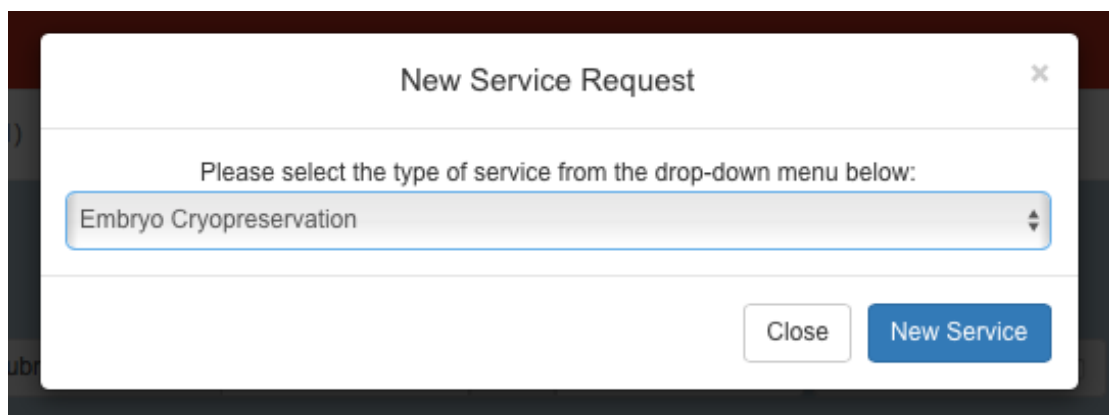 New Service Request
×
Please select the type of service from the drop-down menu below:
Embryo Cryopreservation
Close
New Service